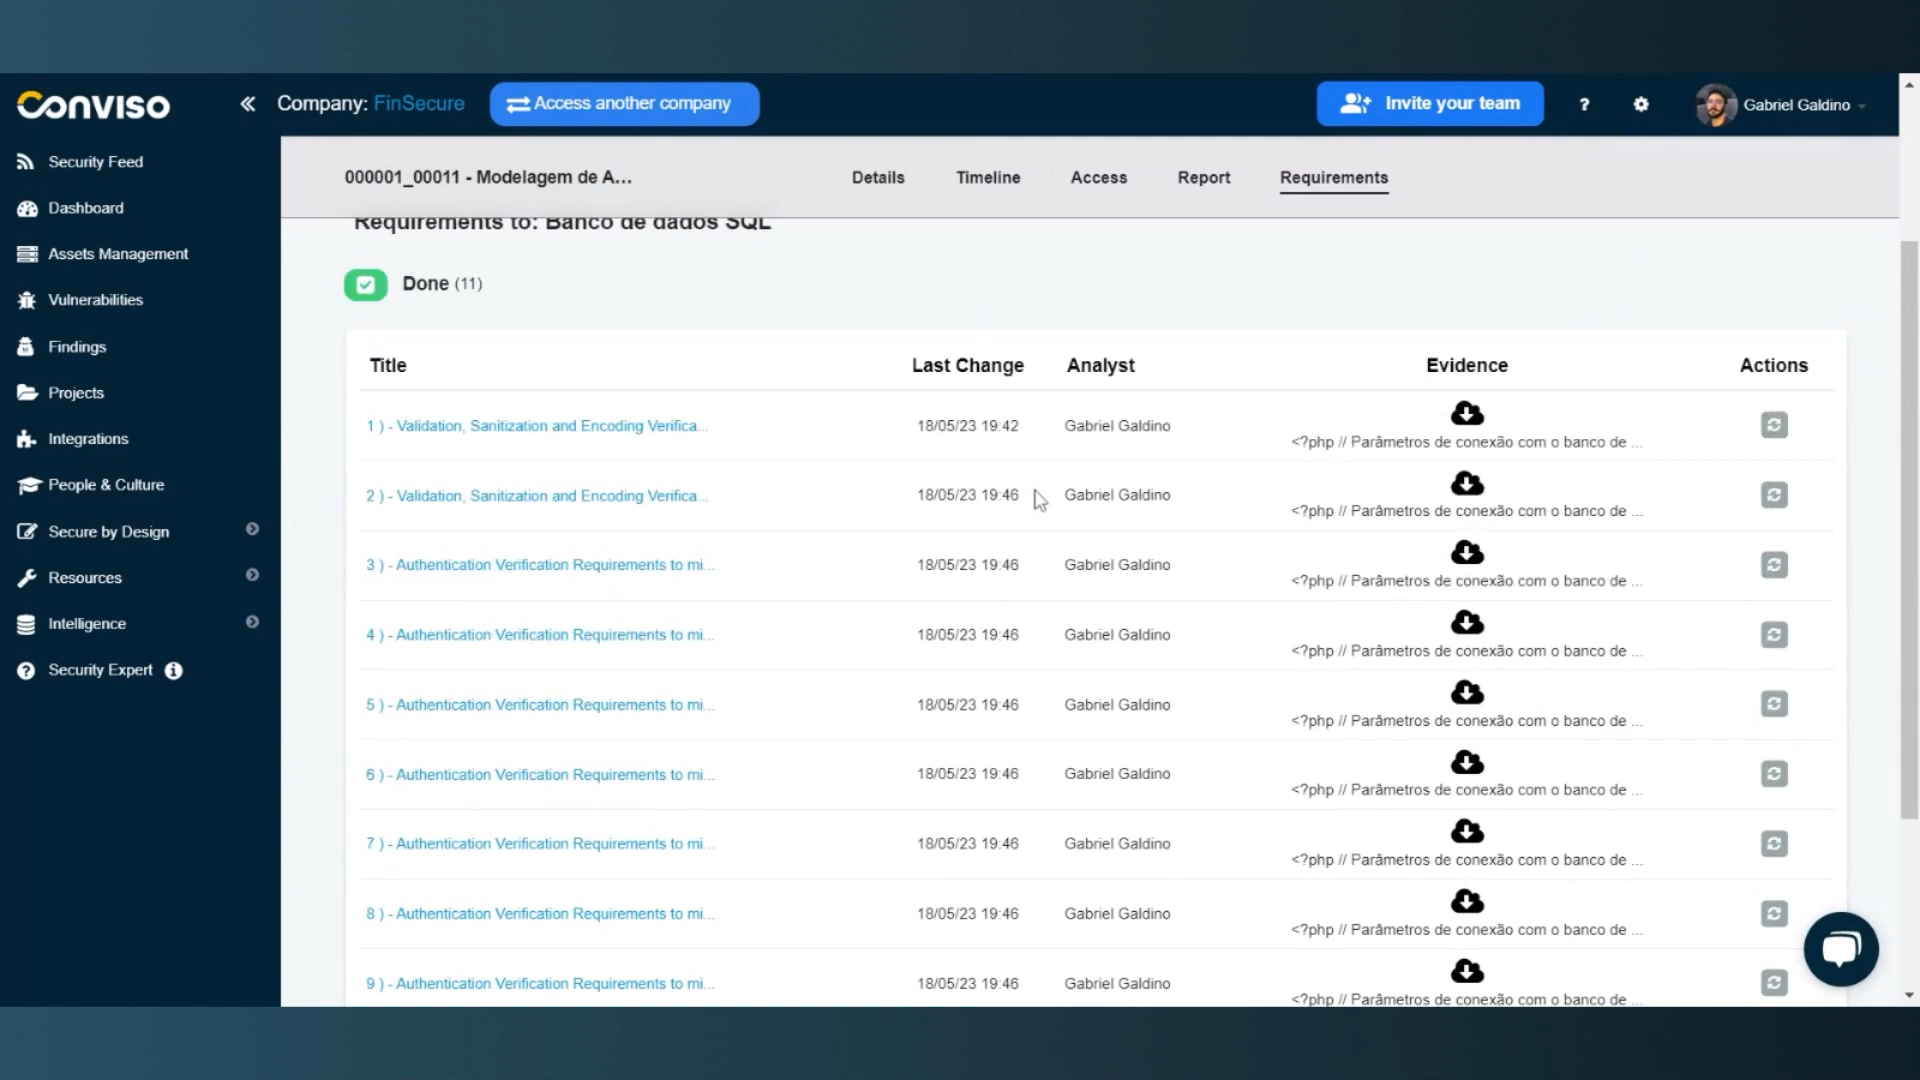 CONVISO
Company: FinSecure
Access another company
Invite your team
?
Gabriel Galdino
Security Feed
Dashboard
Assets Management
Vulnerabilities
Findings
Projects
Integrations
People & Culture
Secure by Design
Resources
Intelligence
Security Expert
000001_00011 - Modelagem de A...
Details
Timeline
Access
Report
Requirements
Requirements to: Banco de dados SQL
Done (11)
Title Last Change Analyst Evidence Actions
1 ) - Validation, Sanitization and Encoding Verifica... 18/05/23 19:42 Gabriel Galdino
<?php // Parâmetros de conexão com o banco de ...
2 ) - Validation, Sanitization and Encoding Verifica... 18/05/23 19:46 Gabriel Galdino
<?php // Parâmetros de conexão com o banco de ...
3 ) - Authentication Verification Requirements to mi... 18/05/23 19:46 Gabriel Galdino
<?php // Parâmetros de conexão com o banco de ...
4 ) - Authentication Verification Requirements to mi... 18/05/23 19:46 Gabriel Galdino
<?php // Parâmetros de conexão com o banco de ...
5 ) - Authentication Verification Requirements to mi... 18/05/23 19:46 Gabriel Galdino
<?php // Parâmetros de conexão com o banco de ...
6 ) - Authentication Verification Requirements to mi... 18/05/23 19:46 Gabriel Galdino
<?php // Parâmetros de conexão com o banco de ...
7 ) - Authentication Verification Requirements to mi... 18/05/23 19:46 Gabriel Galdino
<?php // Parâmetros de conexão com o banco de ...
8 ) - Authentication Verification Requirements to mi... 18/05/23 19:46 Gabriel Galdino
<?php // Parâmetros de conexão com o banco de ...
9 ) - Authentication Verification Requirements to mi... 18/05/23 19:46 Gabriel Galdino
<?php // Parâmetros de conexão com o banco de ...